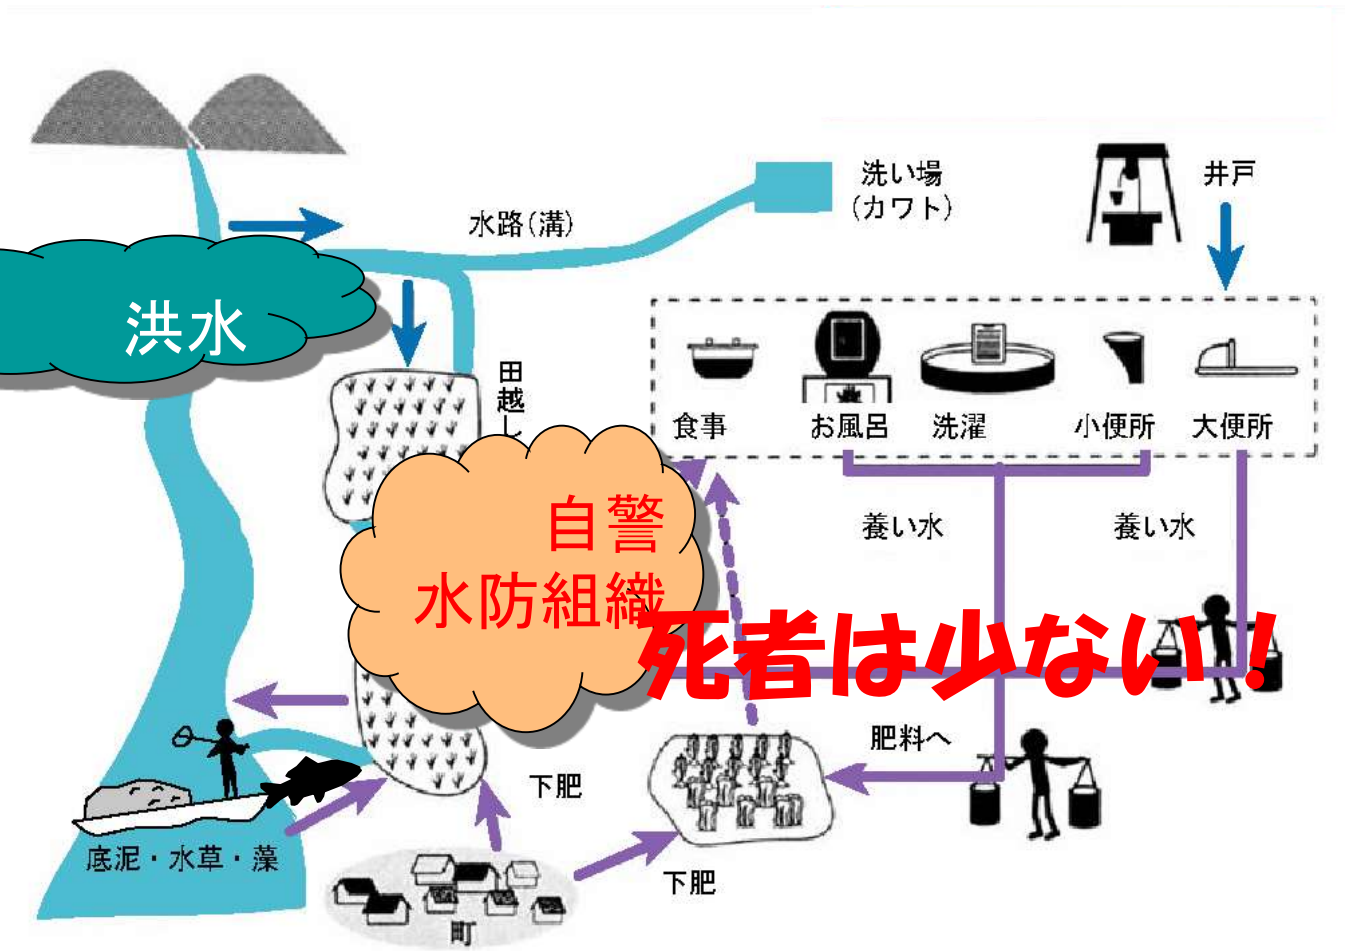 洗い場
(カワト)
井戸
水路(溝)
洪水
田越し
食事
お風呂
洗濯
小便所
大便所
自警
水防組織
養い水
養い水
死者は少ない!
肥料へ
下肥
底泥・水草・藻
下肥
町